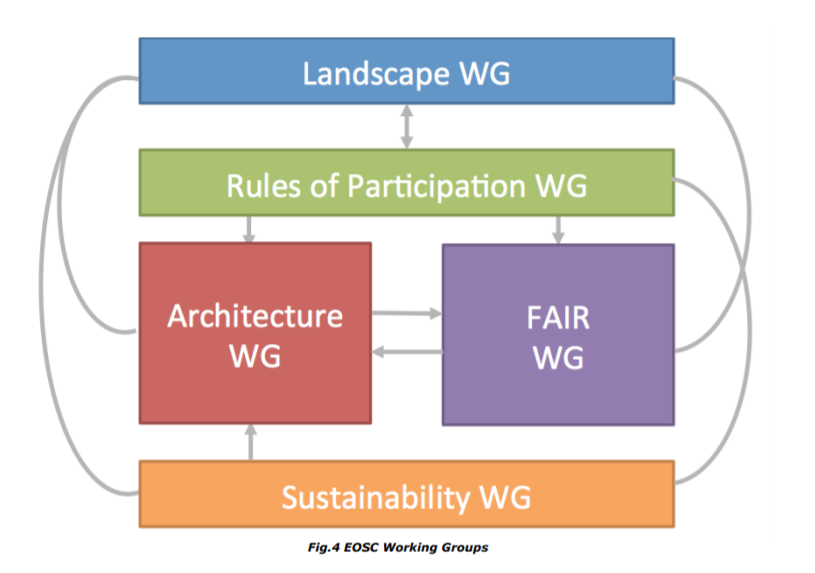 Landscape WG
Rules of Participation WG
Architecture
WG
FAIR
WG
Sustainability WG
Fig.4 EOSC Working Groups